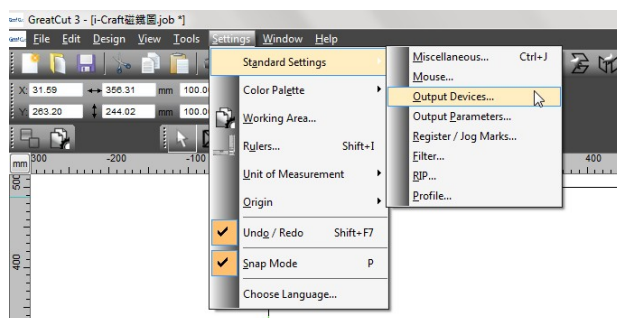 GreatCut 3 - [i-Craft磁鐵圖.job *]
File Edit Design View Tools Settings Window Help
Standard Settings
Miscellaneous... Ctrl+J
Mouse...
Output Devices...
Output Parameters...
Register / Jog Marks...
Filter...
RIP...
Profile...
X: 31.59 356.31 mm 100.0
Y: 263.20 244.02 mm 100.0
Color Palette
Working Area...
Rulers... Shift+I
Unit of Measurement
Origin
Undo / Redo Shift+F7
Snap Mode P
Choose Language...
mm 300 -200 -100 400
500
400